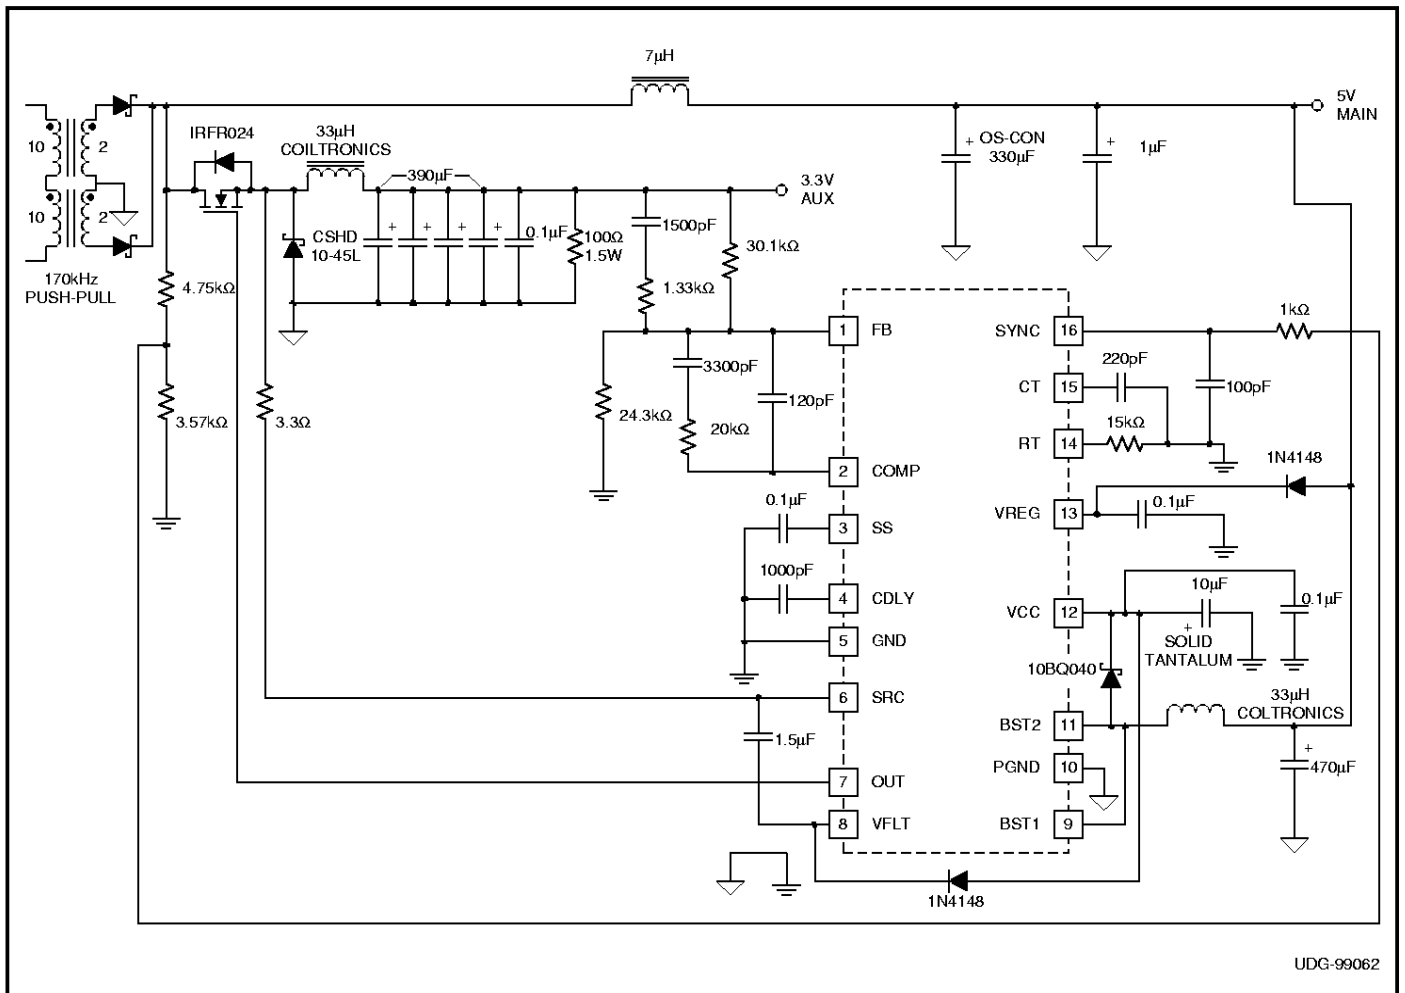 7µH
5V
MAIN
10
2
10
2
170kHz
PUSH-PULL
IRFR024
33µH
COILTRONICS
390µF
3.3V
AUX
+ OS-CON
330µF
+
1µF
+
+
+
+
0.1µF
100Ω
1.5W
CSHD
10-45L
1500pF
1.33kΩ
30.1kΩ
4.75kΩ
3.57kΩ
3.3Ω
24.3kΩ
3300pF
20kΩ
120pF
1 FB
2 COMP
0.1µF
3 SS
1000pF
4 CDLY
5 GND
6 SRC
1.5µF
7 OUT
8 VFLT
SYNC 16
1kΩ
220pF
CT 15
100pF
15kΩ
RT 14
1N4148
VREG 13
0.1µF
10µF
0.1µF
VCC 12
+
SOLID
TANTALUM
10BQ040
33µH
COLTRONICS
BST2 11
+
470µF
PGND 10
BST1 9
1N4148
UDG-99062